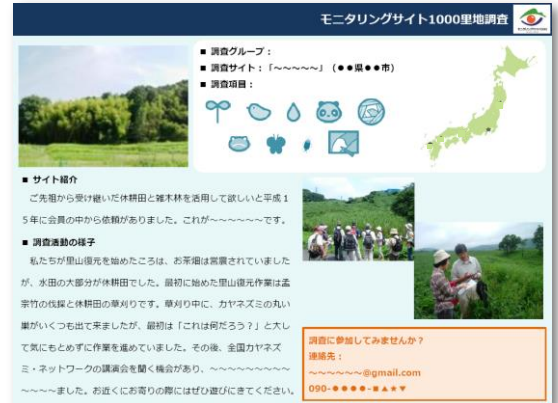 モニタリングサイト1000里地調査
■ 調査グループ：
■ 調査サイト：「～～～～～」（●●県●●市）
■ 調査項目：
■ サイト紹介
ご先祖から受け継いだ休耕田と雑木林を活用して欲しいと平成１
５年に会員の中から依頼がありました。これが～～～～～～です。
■ 調査活動の様子
私たちが里山復元を始めたころは、お茶畑は営農されていました
が、水田の大部分が休耕田でした。最初に始めた里山復元作業は孟
宗竹の伐採と休耕田の草刈りです。草刈り中に、カヤネズミの丸い
巣がいくつも出て来ましたが、最初は「これは何だろう？」と大し
て気にもとめずに作業を進めていました。その後、全国カヤネズ
ミ・ネットワークの講演会を聞く機会があり、～～～～～～～～～
～～～～ました。お近くにお寄りの際にはぜひ遊びにきてください。
調査に参加してみませんか？
連絡先：
～～～～～～@gmail.com
090-●●●●-■▲★▼